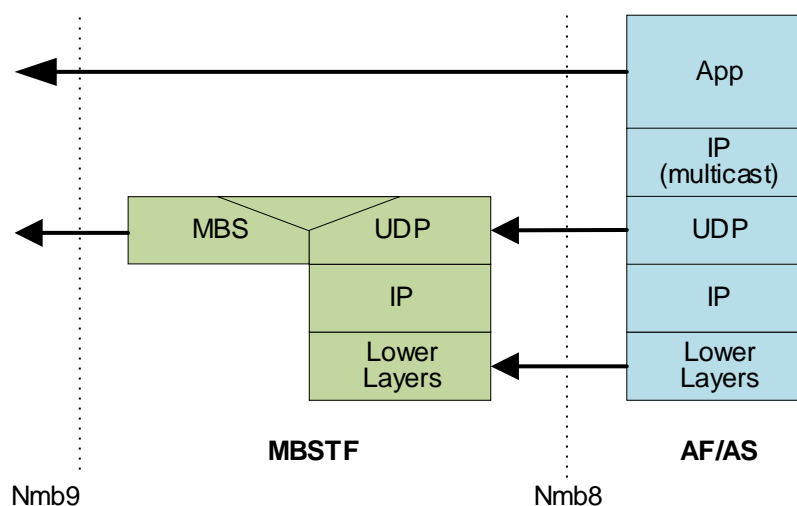 App
IP
(multicast)
MBS
UDP
UDP
IP
IP
Lower
Layers
Lower
Layers
MBSTF
AF/AS
Nmb9
Nmb8